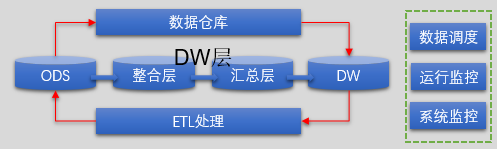 数据仓库
DW层
ODS
整合层
汇总层
DW
ETL处理
数据调度
运行监控
系统监控